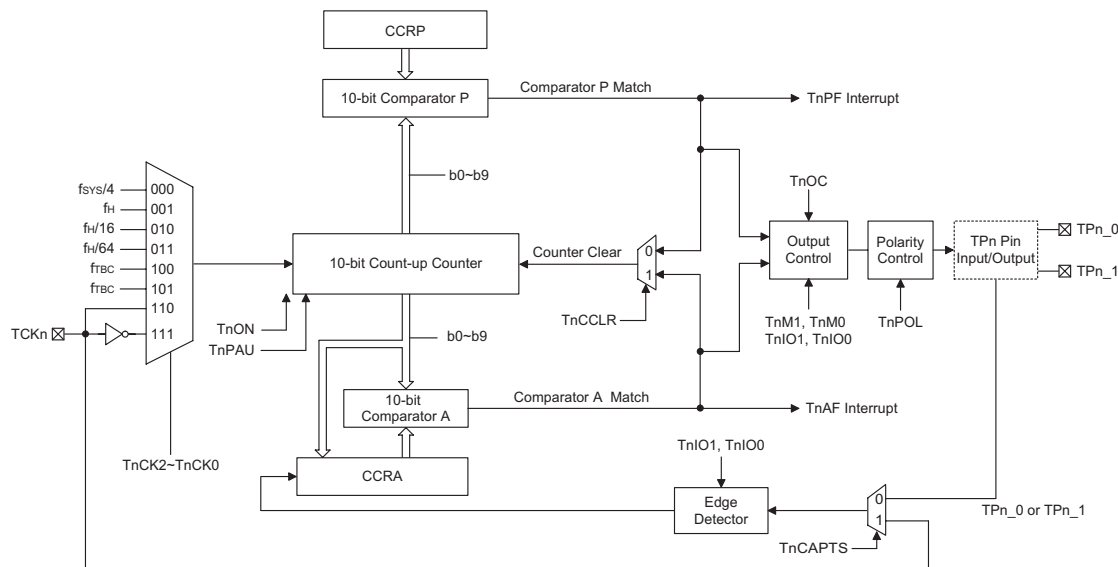 CCRP
10-bit Comparator P
Comparator P Match
TnPF Interrupt
b0~b9
fSYS/4
000
fH
001
fH/16
010
fH/64
011
fTBC
100
fTBC
101
110
111
TCKn
TnCK2~TnCK0
10-bit Count-up Counter
TnON
TnPAU
Counter Clear
0
1
TnCCLR
TnOC
Output
Control
TnM1, TnM0
TnIO1, TnIO0
Polarity
Control
TnPOL
TPn Pin
Input/Output
TPn_0
TPn_1
b0~b9
10-bit
Comparator A
Comparator A Match
TnAF Interrupt
CCRA
TnIO1, TnIO0
Edge
Detector
0
1
TnCAPTS
TPn_0 or TPn_1